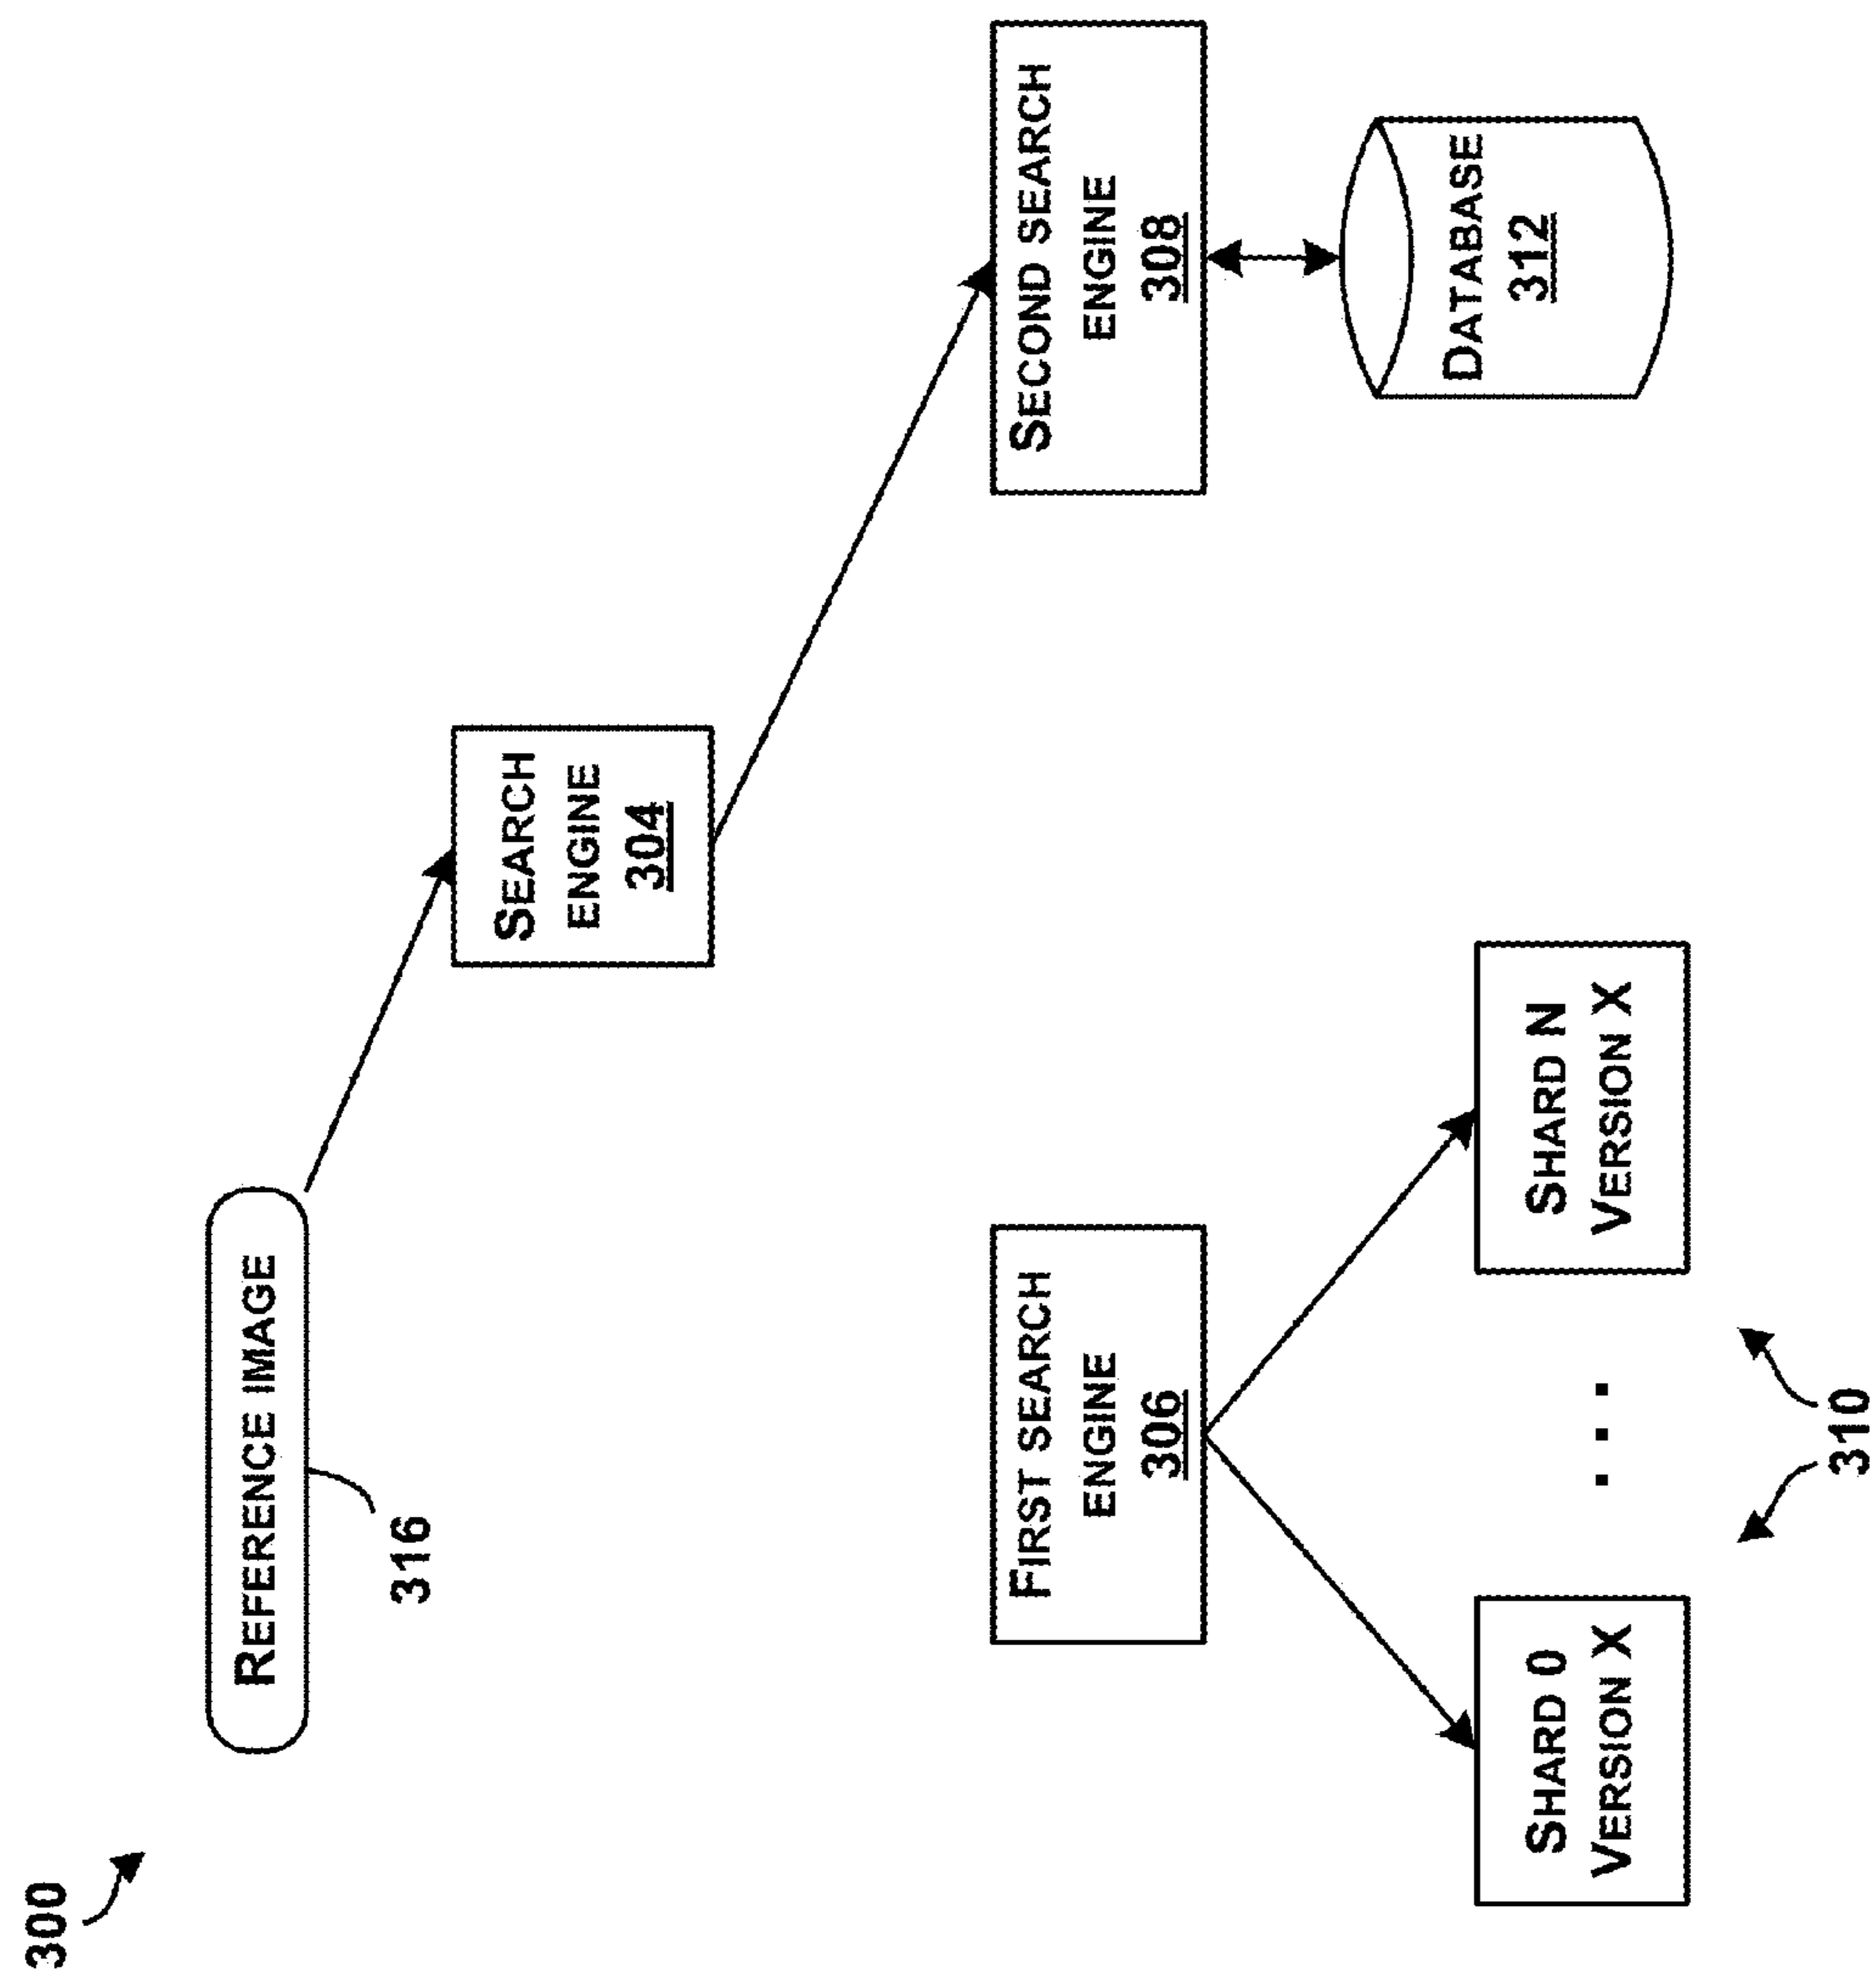 300
REFERENCE IMAGE
316
SEARCH
ENGINE
304
FIRST SEARCH
ENGINE
306
SECOND SEARCH
ENGINE
308
SHARD 0
VERSION X
. . .
SHARD N
VERSION X
310
DATABASE
312